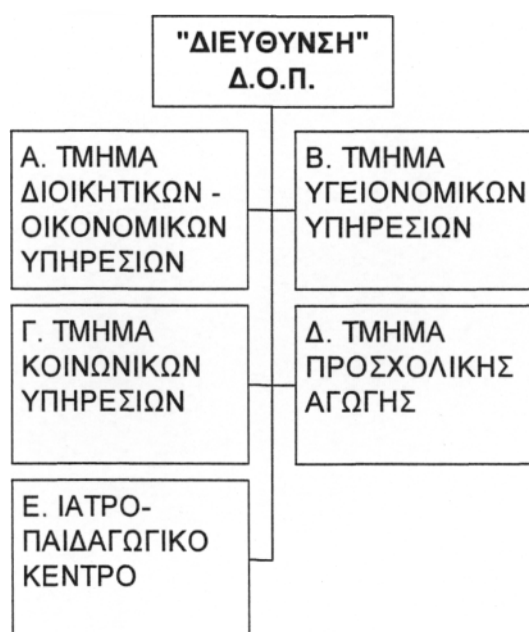 "ΔΙΕΥΘΥΝΣΗ"
Δ.Ο.Π.
Α. ΤΜΗΜΑ
ΔΙΟΙΚΗΤΙΚΩΝ -
ΟΙΚΟΝΟΜΙΚΩΝ
ΥΠΗΡΕΣΙΩΝ
Β. ΤΜΗΜΑ
ΥΓΕΙΟΝΟΜΙΚΩΝ
ΥΠΗΡΕΣΙΩΝ
Γ. ΤΜΗΜΑ
ΚΟΙΝΩΝΙΚΩΝ
ΥΠΗΡΕΣΙΩΝ
Δ. ΤΜΗΜΑ
ΠΡΟΣΧΟΛΙΚΗΣ
ΑΓΩΓΗΣ
Ε. ΙΑΤΡΟ-
ΠΑΙΔΑΓΩΓΙΚΟ
ΚΕΝΤΡΟ